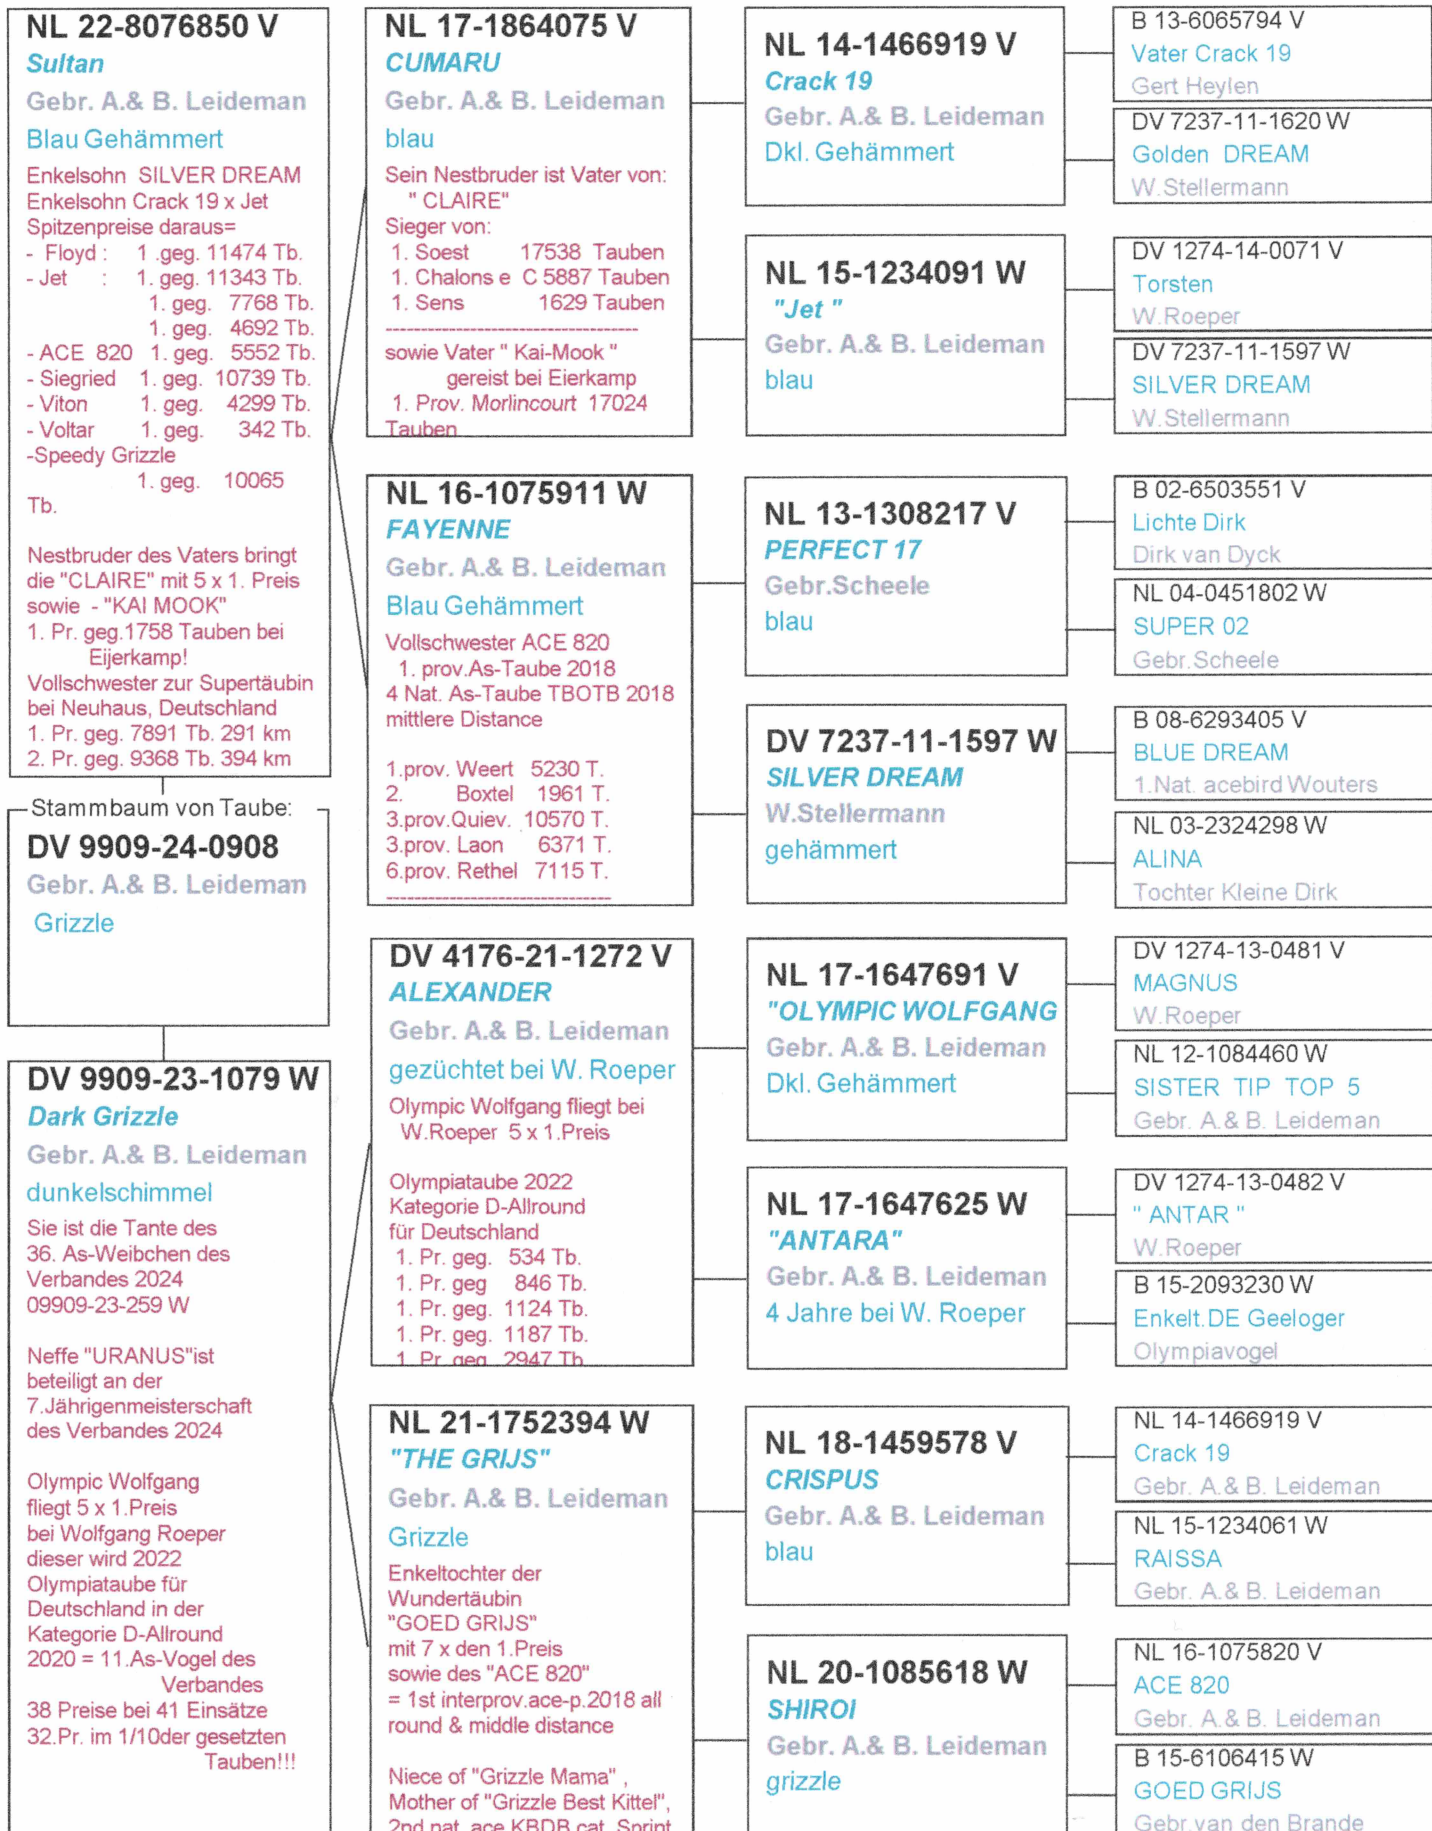 NL 22-8076850 V
Sultan
Gebr. A.& B. Leideman
Blau Gehämmert
Enkelsohn SILVER DREAM
Enkelsohn Crack 19 x Jet
Spitzenpreise daraus=
- Floyd : 1 .geg. 11474 Tb.
- Jet : 1. geg. 11343 Tb.
1. geg. 7768 Tb.
1. geg. 4692 Tb.
- ACE 820 1. geg. 5552 Tb.
- Siegried 1. geg. 10739 Tb.
- Viton 1. geg. 4299 Tb.
- Voltar 1. geg. 342 Tb.
-Speedy Grizzle
1. geg. 10065
Tb.
Nestbruder des Vaters bringt
die "CLAIRE" mit 5 x 1. Preis
sowie - "KAI MOOK"
1. Pr. geg.1758 Tauben bei
Eijerkamp!
Vollschwester zur Supertäubin
bei Neuhaus, Deutschland
1. Pr. geg. 7891 Tb. 291 km
2. Pr. geg. 9368 Tb. 394 km
Stammbaum von Taube:
DV 9909-24-0908
Gebr. A.& B. Leideman
Grizzle
DV 9909-23-1079 W
Dark Grizzle
Gebr. A.& B. Leideman
dunkelschimmel
Sie ist die Tante des
36. As-Weibchen des
Verbandes 2024
09909-23-259 W
Neffe "URANUS"ist
beteiligt an der
7.Jährigenmeisterschaft
des Verbandes 2024
Olympic Wolfgang
fliegt 5 x 1.Preis
bei Wolfgang Roeper
dieser wird 2022
Olympiataube für
Deutschland in der
Kategorie D-Allround
2020 = 11.As-Vogel des
Verbandes
38 Preise bei 41 Einsätze
32.Pr. im 1/10der gesetzten
Tauben!!!
NL 17-1864075 V
CUMARU
Gebr. A.& B. Leideman
blau
Sein Nestbruder ist Vater von:
" CLAIRE"
Sieger von:
1. Soest 17538 Tauben
1. Chalons e C 5887 Tauben
1. Sens 1629 Tauben
------------------------------------
sowie Vater " Kai-Mook "
gereist bei Eierkamp
1. Prov. Morlincourt 17024
Tauben
NL 16-1075911 W
FAYENNE
Gebr. A.& B. Leideman
Blau Gehämmert
Vollschwester ACE 820
1. prov.As-Taube 2018
4 Nat. As-Taube TBOTB 2018
mittlere Distance
1.prov. Weert 5230 T.
2. Boxtel 1961 T.
3.prov.Quiev. 10570 T.
3.prov. Laon 6371 T.
6.prov. Rethel 7115 T.
--------------------------------
DV 4176-21-1272 V
ALEXANDER
Gebr. A.& B. Leideman
gezüchtet bei W. Roeper
Olympic Wolfgang fliegt bei
W.Roeper 5 x 1.Preis
Olympiataube 2022
Kategorie D-Allround
für Deutschland
1. Pr. geg. 534 Tb.
1. Pr. geg 846 Tb.
1. Pr. geg. 1124 Tb.
1. Pr. geg. 1187 Tb.
1. Pr. geg. 2947 Tb.
NL 21-1752394 W
"THE GRIJS"
Gebr. A.& B. Leideman
Grizzle
Enkeltochter der
Wundertäubin
"GOED GRIJS"
mit 7 x den 1.Preis
sowie des "ACE 820"
= 1st interprov.ace-p.2018 all
round & middle distance
Niece of "Grizzle Mama" ,
Mother of "Grizzle Best Kittel",
2nd nat. ace KBDB cat. Sprint
NL 14-1466919 V
Crack 19
Gebr. A.& B. Leideman
Dkl. Gehämmert
NL 15-1234091 W
"Jet "
Gebr. A.& B. Leideman
blau
NL 13-1308217 V
PERFECT 17
Gebr.Scheele
blau
DV 7237-11-1597 W
SILVER DREAM
W.Stellermann
gehämmert
NL 17-1647691 V
"OLYMPIC WOLFGANG
Gebr. A.& B. Leideman
Dkl. Gehämmert
NL 17-1647625 W
"ANTARA"
Gebr. A.& B. Leideman
4 Jahre bei W. Roeper
NL 18-1459578 V
CRISPUS
Gebr. A.& B. Leideman
blau
NL 20-1085618 W
SHIROI
Gebr. A.& B. Leideman
grizzle
B 13-6065794 V
Vater Crack 19
Gert Heylen
DV 7237-11-1620 W
Golden DREAM
W.Stellermann
DV 1274-14-0071 V
Torsten
W.Roeper
DV 7237-11-1597 W
SILVER DREAM
W.Stellermann
B 02-6503551 V
Lichte Dirk
Dirk van Dyck
NL 04-0451802 W
SUPER 02
Gebr.Scheele
B 08-6293405 V
BLUE DREAM
1.Nat. acebird Wouters
NL 03-2324298 W
ALINA
Tochter Kleine Dirk
DV 1274-13-0481 V
MAGNUS
W.Roeper
NL 12-1084460 W
SISTER TIP TOP 5
Gebr. A.& B. Leideman
DV 1274-13-0482 V
" ANTAR "
W.Roeper
B 15-2093230 W
Enkelt.DE Geeloger
Olympiavogel
NL 14-1466919 V
Crack 19
Gebr. A.& B. Leideman
NL 15-1234061 W
RAISSA
Gebr. A.& B. Leideman
NL 16-1075820 V
ACE 820
Gebr. A.& B. Leideman
B 15-6106415 W
GOED GRIJS
Gebr.van den Brande